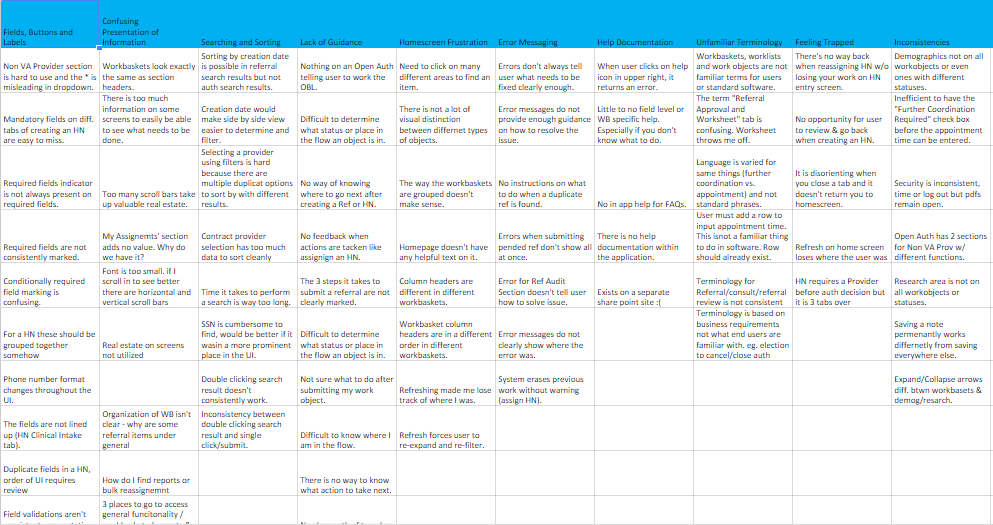 Fields, Buttons and
Labels
Confusing
Presentation of
Information
Searching and Sorting
Lack of Guidance
Homescreen Frustration
Error Messaging
Help Documentation
Unfamiliar Terminology
Feeling Trapped
Inconsistencies
Non VA Provider section
is hard to use and the * is
misleading in dropdown.
Workbaskets look exactly
the same as section
headers.
Sorting by creation date
is possible in referral
search results but not
auth search results.
Nothing on an Open Auth
telling user to work the
OBL.
Need to click on many
different areas to find an
item.
Errors don't always tell
user what needs to be
fixed clearly enough.
When user clicks on help
icon in upper right, it
returns an error.
Workbaskets, worklists
and work objects are not
familiar terms for users
or standard software.
There's no way back
when reassigning HN w/o
losing your work on HN
entry screen.
Demographics not on all
workobjects or even
ones with different
statuses.
Mandatory fields on diff.
tabs of creating an HN
are easy to miss.
There is too much
information on some
screens to easily be able
to see what needs to be
done.
Creation date would
make side by side view
easier to determine and
filter.
Difficult to determine
what status or place in
the flow an object is in.
There is not a lot of
visual distinction
between differnet types
of objects.
Error messages do not
provide enough guidance
on how to resolve the
issue.
Little to no field level or
WB specific help.
Especially if you don't
know what to do.
The term "Referral
Approval and
Worksheet" tab is
confusing. Worksheet
throws me off.
No opportunity for user
to review & go back
when creating an HN.
Inefficient to have the
"Further Coordination
Required" check box
before the appointment
time can be entered.
Required fields indicator
is not always present on
required fields.
Too many scroll bars take
up valuable real estate.
Selecting a provider
using filters is hard
because there are
multiple duplicat options
to sort by with different
results.
No way of knowing
where to go next after
creating a Ref or HN.
The way the workbaskets
are grouped doesn't
make sense.
No instructions on what
to do when a duplicate
ref is found.
No in app help for FAQs.
Language is varied for
same things (further
coordination vs.
appointment) and not
standard phrases.
It is disorienting when
you close a tab and it
doesn't return you to
homescreen.
Security is inconsistent,
time or log out but pdfs
remain open.
Required fields are not
consistently marked.
My Assignemts' section
adds no value. Why do
we have it?
Contract provider
selection has too much
data to sort cleanly
No feedback when
actions are tacken like
assignign an HN.
Homepage doesn't have
any helpful text on it.
Errors when submitting
pended ref don't show all
at once.
There is no help
documentation within
the application.
User must add a row to
input appointment time.
This isnot a familiar thing
to do in software. Row
should already exist.
Refresh on home screen
loses where the user was
Open Auth has 2 sections
for Non VA Prov w/
different functions.
Conditionally required
field marking is
confusing.
Font is too small. if I
scroll in to see better
there are horizontal and
vertical scroll bars
Time it takes to perform
a search is way too long.
The 3 steps it takes to
submit a referral are not
clearly marked.
Column headers are
different in different
workbaskets.
Error for Ref Audit
Section doesn't tell user
how to solve issue.
Exists on a separate
share point site :(
Terminology for
Referral/consult/referral
review is not consistent
HN requires a Provider
before auth decision but
it is 3 tabs over
Research area is not on
all workobjects or
statuses.
For a HN these should be
grouped together
somehow
Real estate on screens
not utilized
SSN is cumbersome to
find, would be better if it
wasin a more prominent
place in the UI.
Difficult to determine
what status or place in
the flow an object is in.
Workbasket column
headers are in a different
order in different
workbaskets.
Error messages do not
clearly show where the
error was.
Terminology is based on
business requirements
not what end users are
familiar with. eg. election
to cancel/close auth
Saving a note
permenantly works
differnetly from saving
everywhere else.
Phone number format
changes throughout the
UI.
Double clicking search
result doesn't
consistently work.
Not sure what to do after
submitting my work
object.
Refreshing made me lose
track of where I was.
System erases previous
work without warning
(assign HN).
Expand/Collapse arrows
diff. btwn workbasets &
demog/resarch.
The fields are not lined
up (HN Clinical Intake
tab).
Organization of WB isn't
clear - why are some
referral items under
general
Inconsistency between
double clicking search
result and single
click/submit.
Difficult to know where I
am in the flow.
Refresh forces user to
re-expand and re-filter.
Duplicate fields in a HN,
order of UI requires
review
How do I find reports or
bulk reassignemnt
There is no way to know
what action to take next.
Field validations aren't
3 places to go to access
general funcitonality /